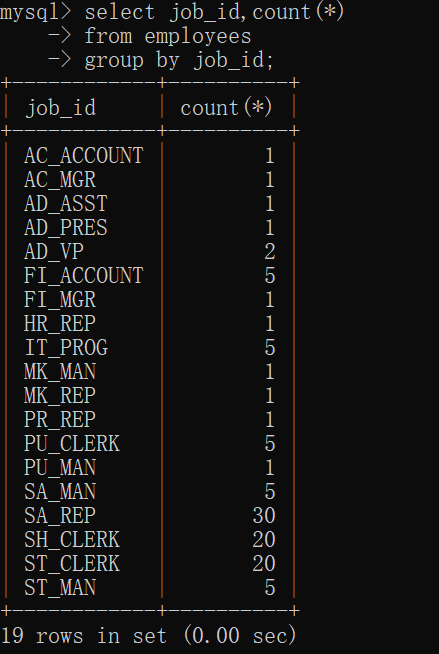 mysql> select job_id,count(*)
    -> from employees
    -> group by job_id;
+------------+----------+
| job_id     | count(*) |
+------------+----------+
| AC_ACCOUNT |        1 |
| AC_MGR     |        1 |
| AD_ASST    |        1 |
| AD_PRES    |        1 |
| AD_VP      |        2 |
| FI_ACCOUNT |        5 |
| FI_MGR     |        1 |
| HR_REP     |        1 |
| IT_PROG    |        5 |
| MK_MAN     |        1 |
| MK_REP     |        1 |
| PR_REP     |        1 |
| PU_CLERK   |        5 |
| PU_MAN     |        1 |
| SA_MAN     |        5 |
| SA_REP     |       30 |
| SH_CLERK   |       20 |
| ST_CLERK   |       20 |
| ST_MAN     |        5 |
+------------+----------+
19 rows in set (0.00 sec)